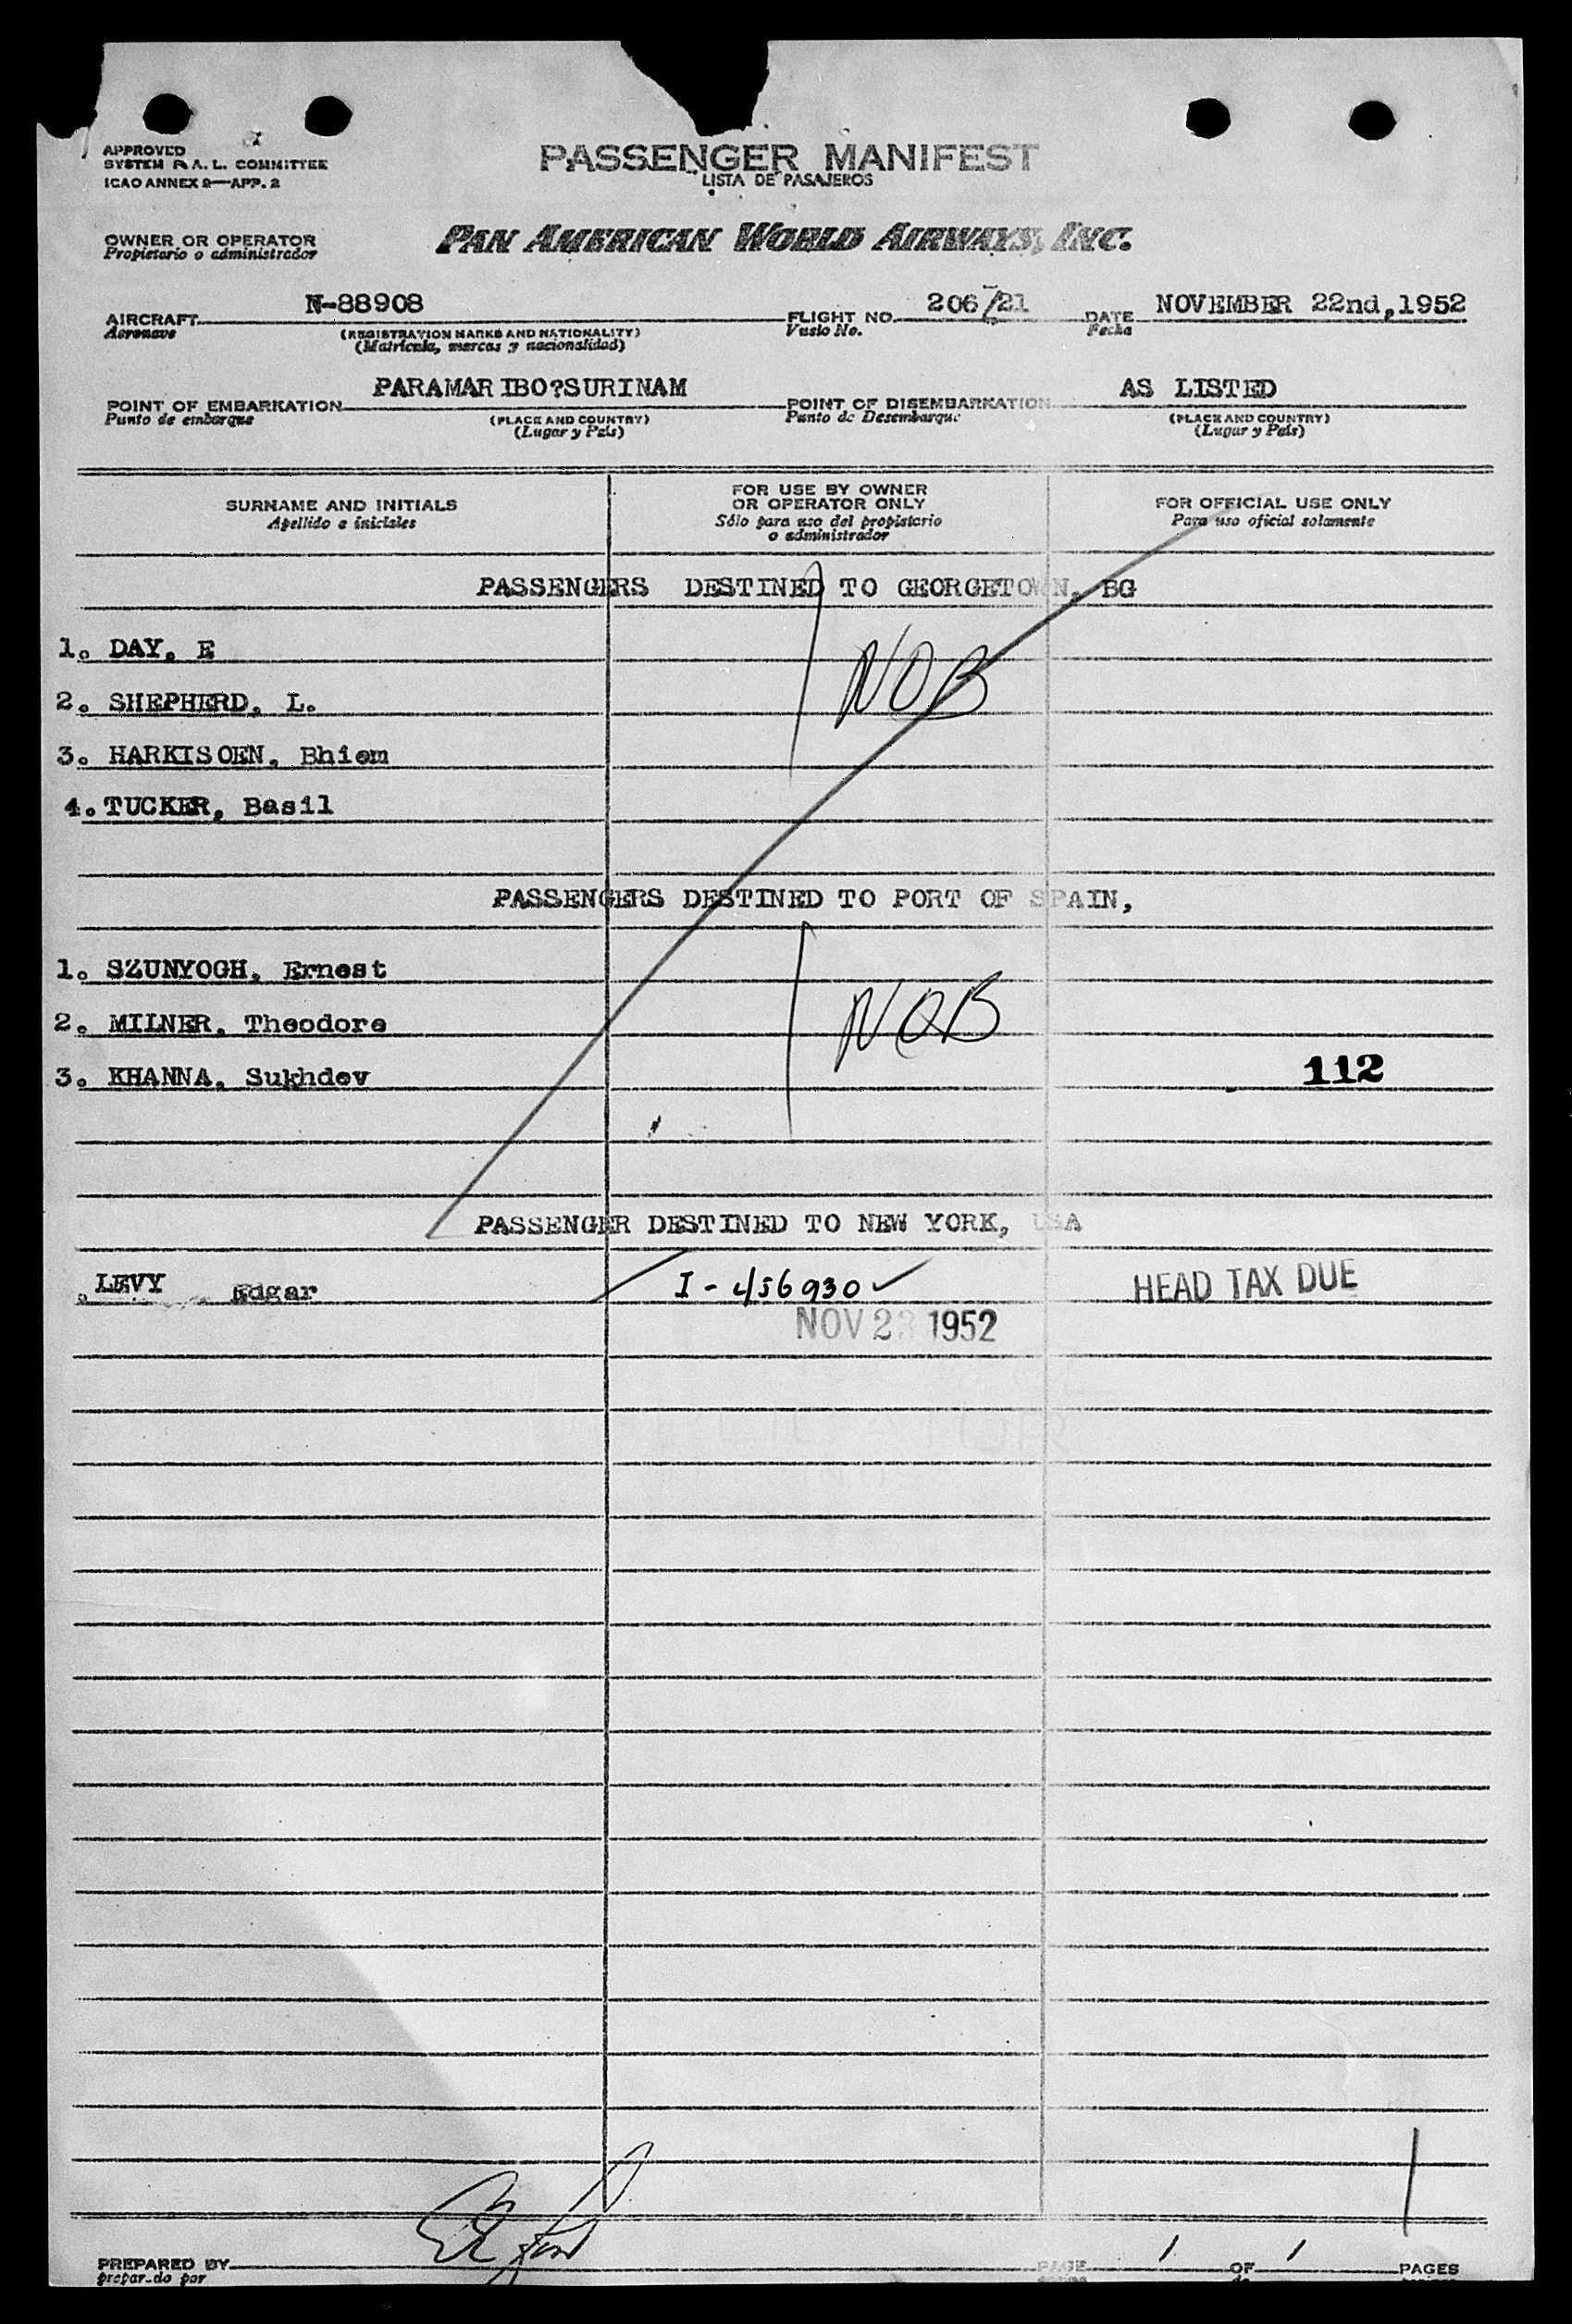 APPROVED
SYSTEM P.A.L. COMMITTEE
ICAO ANNEX 9—APP. 2
PASSENGER MANIFEST
LISTA DE PASAJEROS
OWNER OR OPERATOR
Propietario o administrador
PAN AMERICAN WORLD AIRWAYS, INC.
AIRCRAFT N-88908 FLIGHT NO. 206/21 DATE NOVEMBER 22nd,1952
Aeronave (REGISTRATION MARKS AND NATIONALITY) Vuelo No. Fecha
(Matrícula, marcas y nacionalidad)
POINT OF EMBARKATION PARAMARIBO?SURINAM POINT OF DISEMBARKATION AS LISTED
Punto de embarque (PLACE AND COUNTRY) Punto de Desembarque (PLACE AND COUNTRY)
(Lugar y País) (Lugar y País)
SURNAME AND INITIALS FOR USE BY OWNER OR OPERATOR ONLY FOR OFFICIAL USE ONLY
Apellido e iniciales Sólo para uso del propietario o administrador Para uso oficial solamente
PASSENGERS DESTINED TO GEORGETOWN, BG
1. DAY, E
NOB
2. SHEPHERD, L.
3. HARKISOEN, Bhiem
4. TUCKER, Basil
PASSENGERS DESTINED TO PORT OF SPAIN,
1. SZUNYOGH, Ernest
2. MILNER, Theodore NOB
3. KHANNA, Sukhdev 112
PASSENGER DESTINED TO NEW YORK, USA
LEVY Edgar I-456930 ✓ HEAD TAX DUE
NOV 23 1952
PREPARED BY PAGE 1 OF 1 PAGES
preparado por